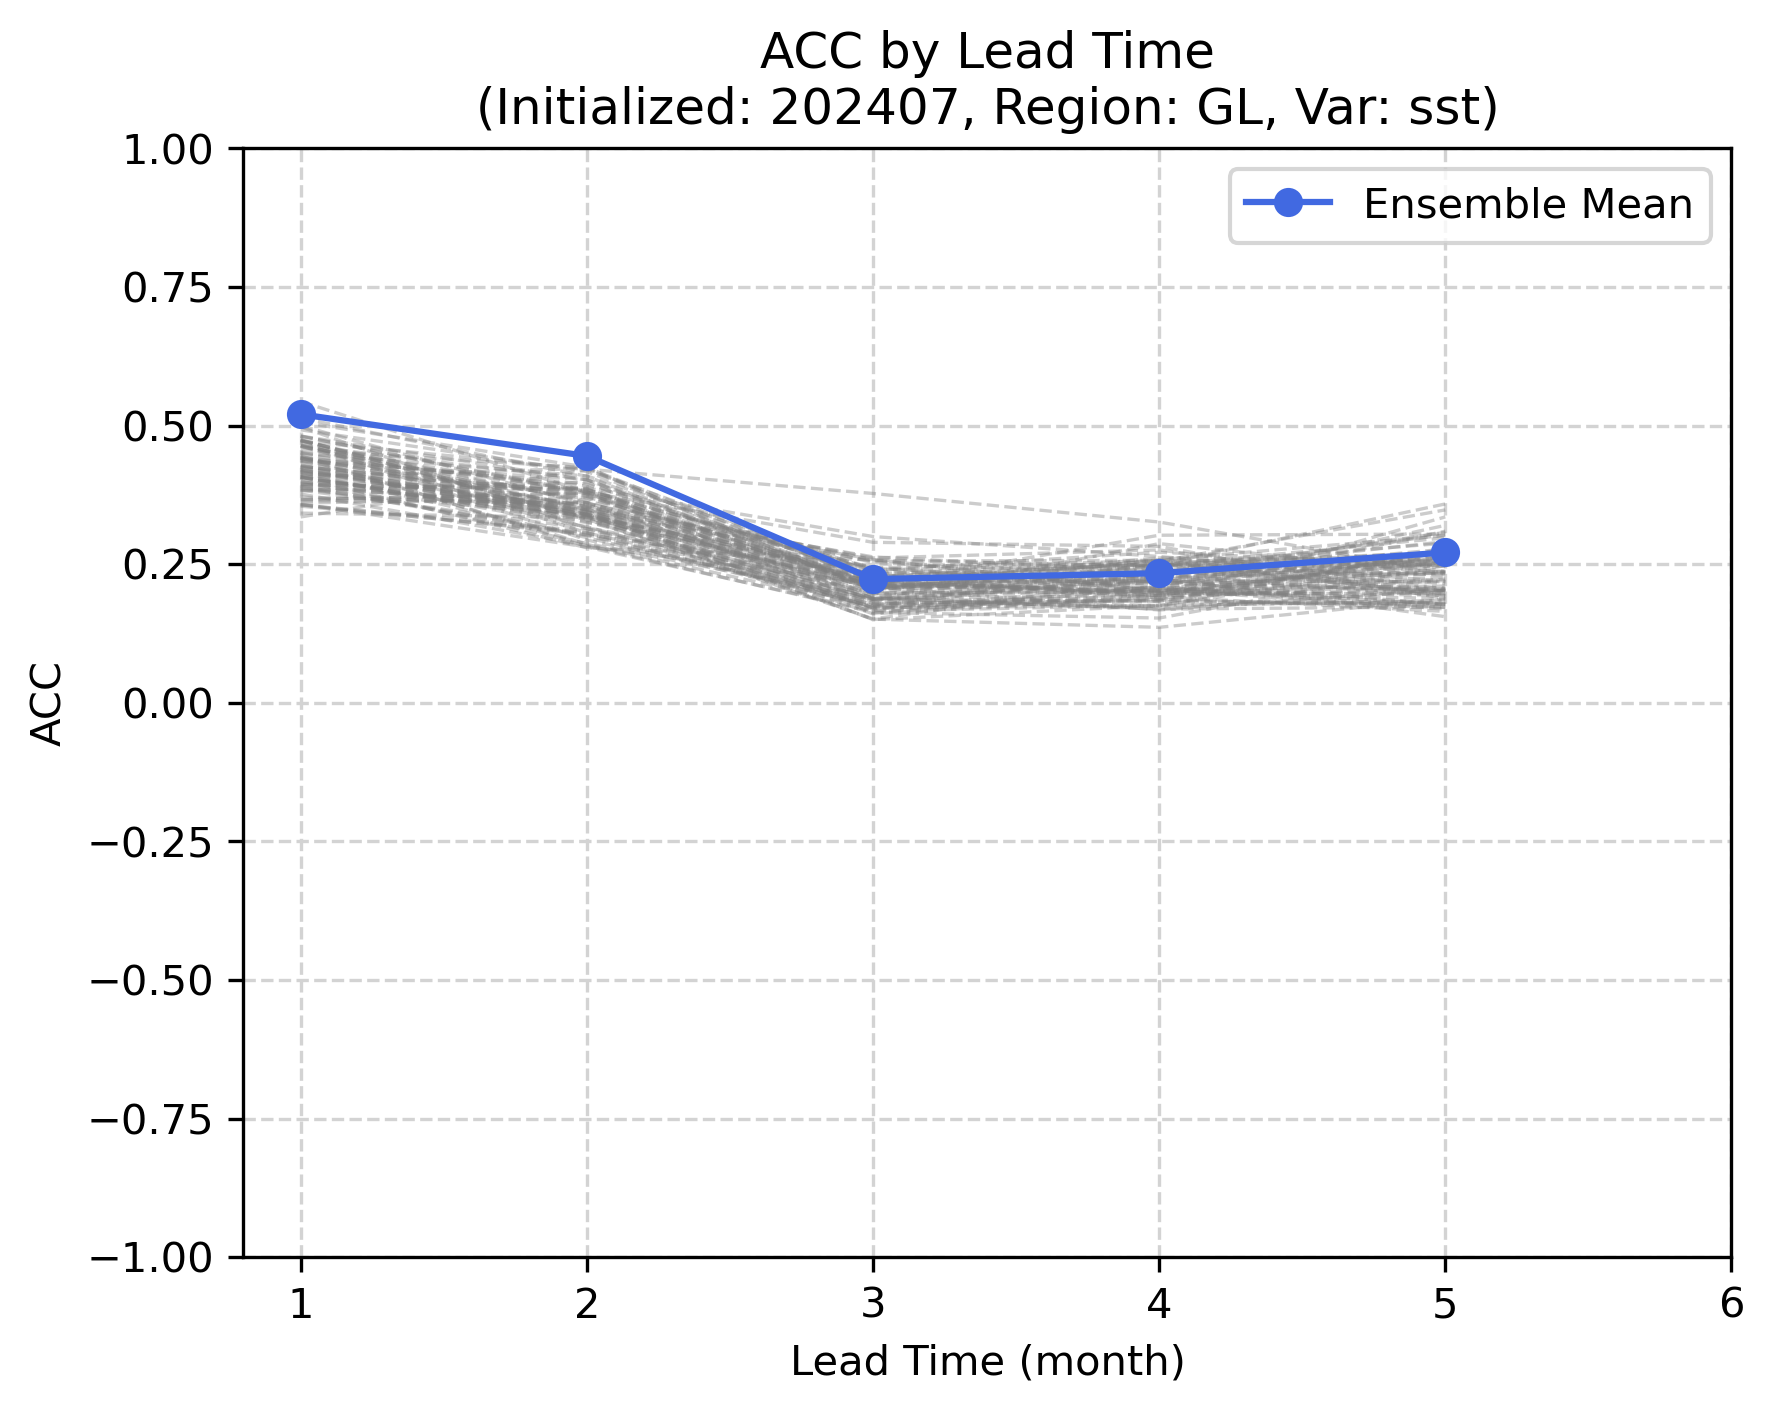 ACC by Lead Time
(Initialized: 202407, Region: GL, Var: sst)
1.00
0.75
0.50
0.25
0.00
−0.25
−0.50
−0.75
−1.00
ACC
Ensemble Mean
1 2 3 4 5 6
Lead Time (month)